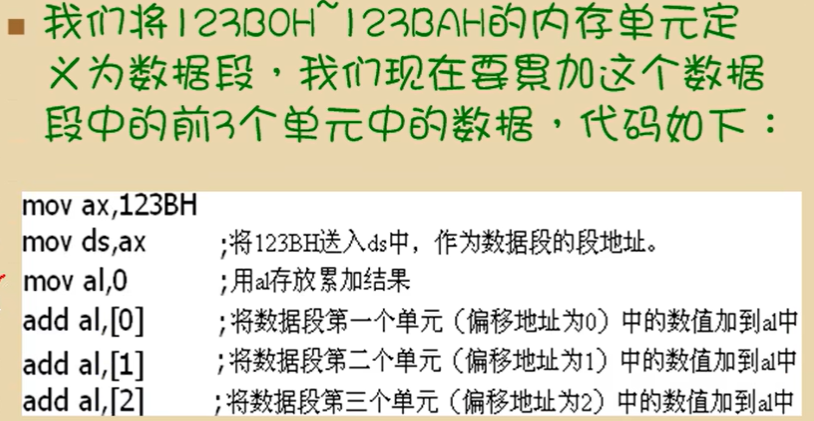 我们将123B0H~123BAH的内存单元定
义为数据段，我们现在要累加这个数据
段中的前3个单元中的数据，代码如下：
mov ax,123BH
mov ds,ax ;将123BH送入ds中，作为数据段的段地址。
mov al,0 ;用al存放累加结果
add al,[0] ;将数据段第一个单元（偏移地址为0）中的数值加到al中
add al,[1] ;将数据段第二个单元（偏移地址为1）中的数值加到al中
add al,[2] ;将数据段第三个单元（偏移地址为2）中的数值加到al中